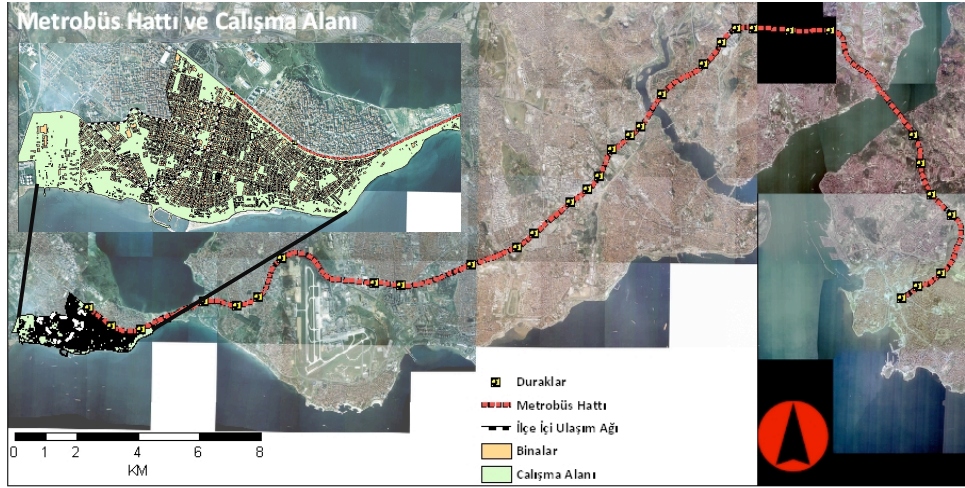 Metrobüs Hattı ve Calışma Alanı
Duraklar
Metrobüs Hattı
İlçe İçi Ulaşım Ağı
Binalar
Calışma Alanı
0 1 2 4 6 8
KM